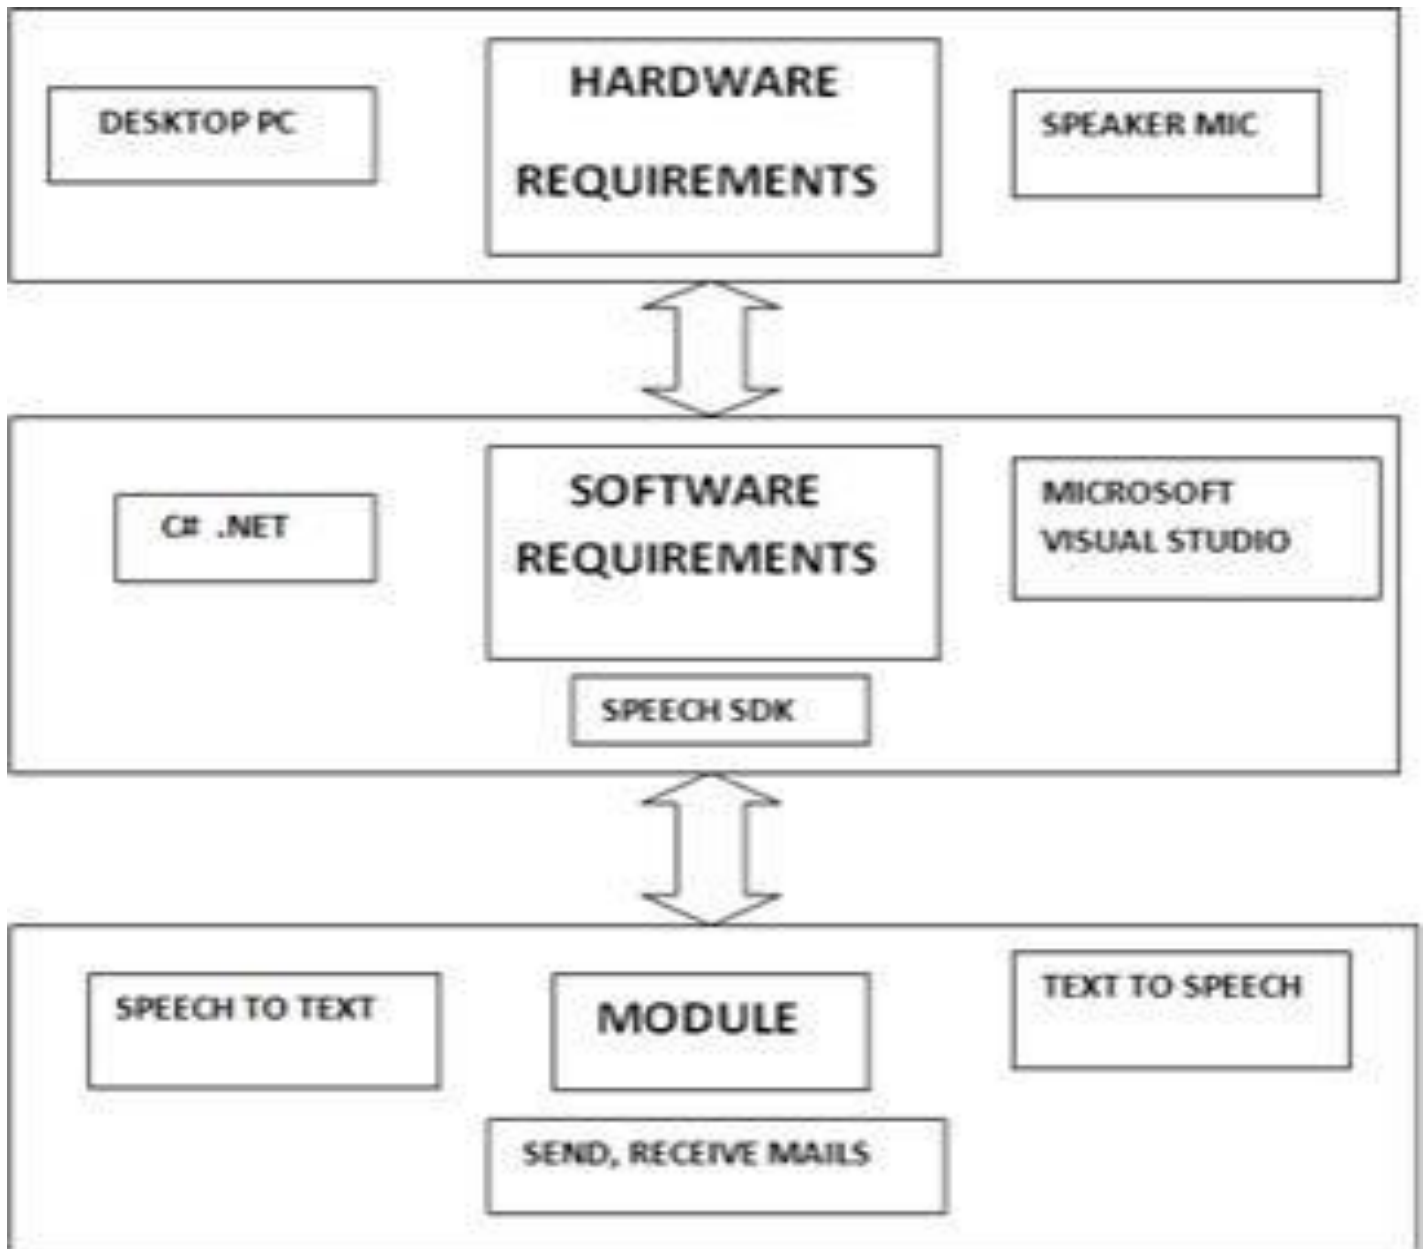 HARDWARE
REQUIREMENTS
DESKTOP PC
SPEAKER MIC
SOFTWARE
REQUIREMENTS
C# .NET
MICROSOFT
VISUAL STUDIO
SPEECH SDK
SPEECH TO TEXT
MODULE
TEXT TO SPEECH
SEND, RECEIVE MAILS